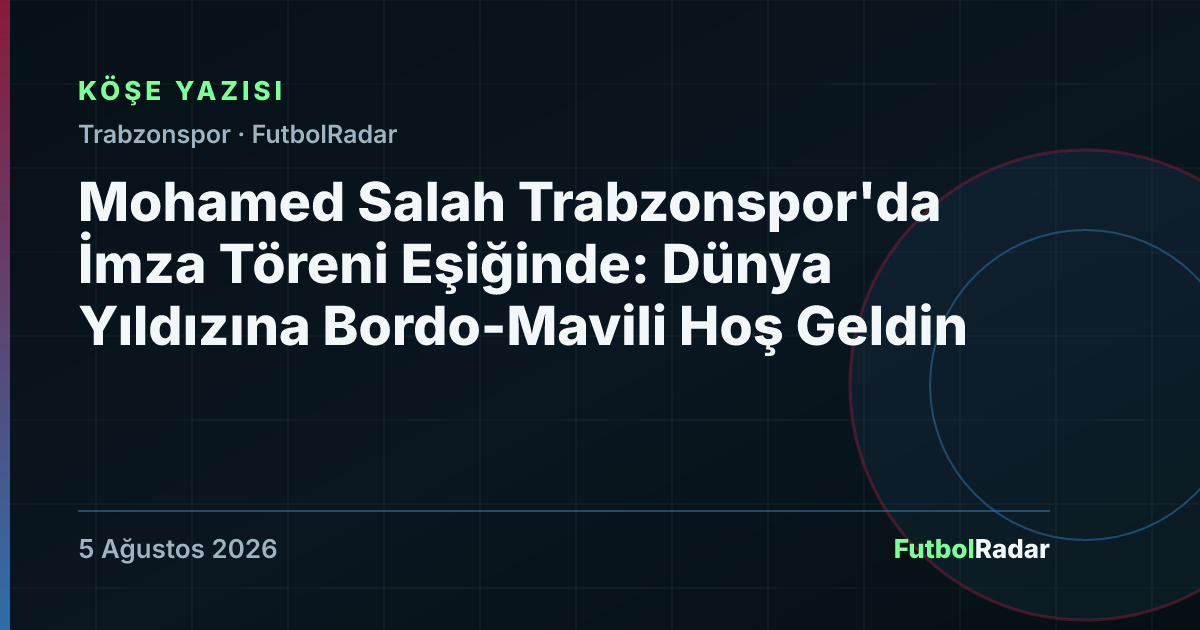 KÖŞE YAZISI
Trabzonspor · FutbolRadar
Mohamed Salah Trabzonspor'da
İmza Töreni Eşiğinde: Dünya
Yıldızına Bordo-Mavili Hoş Geldin
5 Ağustos 2026
FutbolRadar